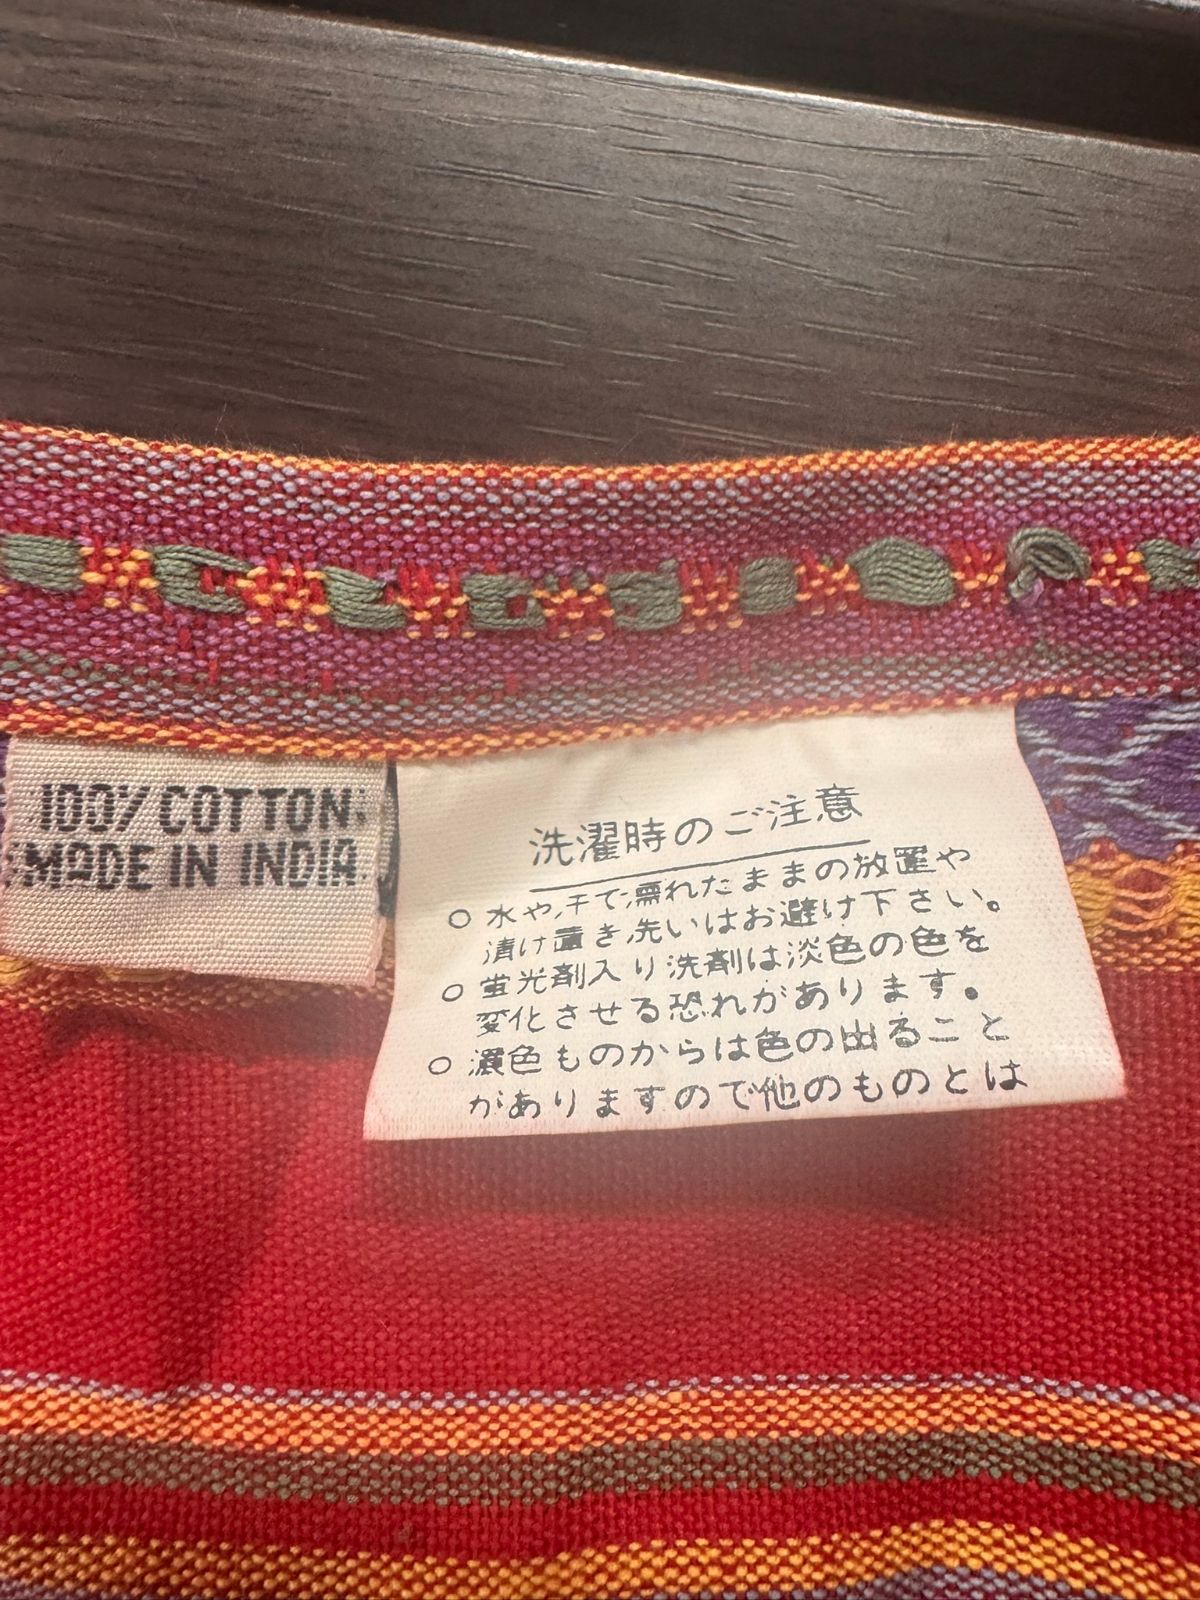 100% COTTON
MADE IN INDIA
洗濯時のご注意
○ 水や汗で濡れたままの放置や
漬け置き洗いはお避け下さい。
○ 蛍光剤入り洗剤は淡色の色を
変化させる恐れがあります。
○ 濃色ものからは色の出ること
がありますので他のものとは